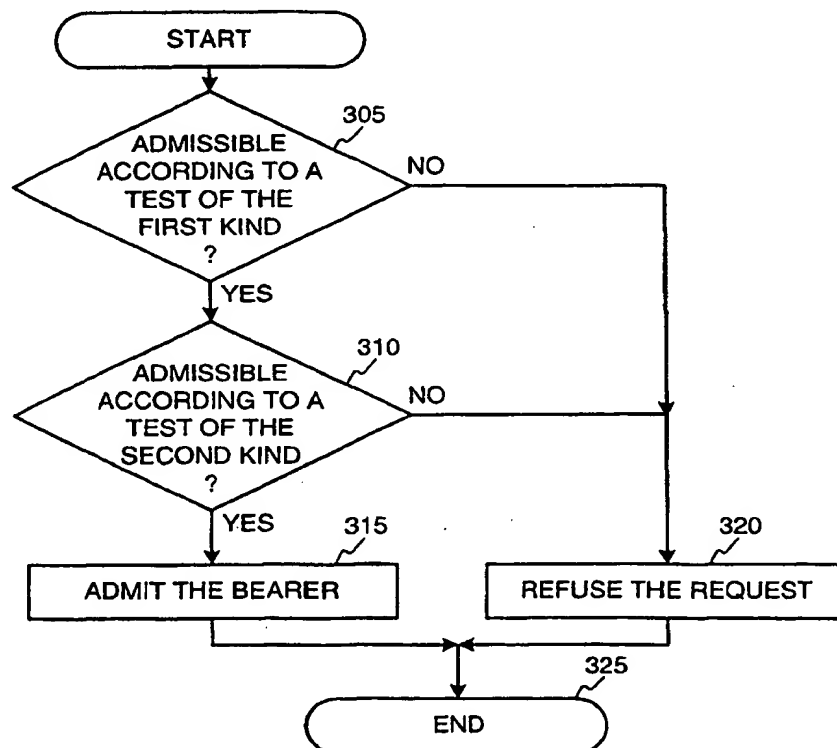 START
305
ADMISSIBLE
ACCORDING TO A
TEST OF THE
FIRST KIND
?
NO
YES
310
ADMISSIBLE
ACCORDING TO A
TEST OF THE
SECOND KIND
?
NO
YES
315
ADMIT THE BEARER
320
REFUSE THE REQUEST
325
END